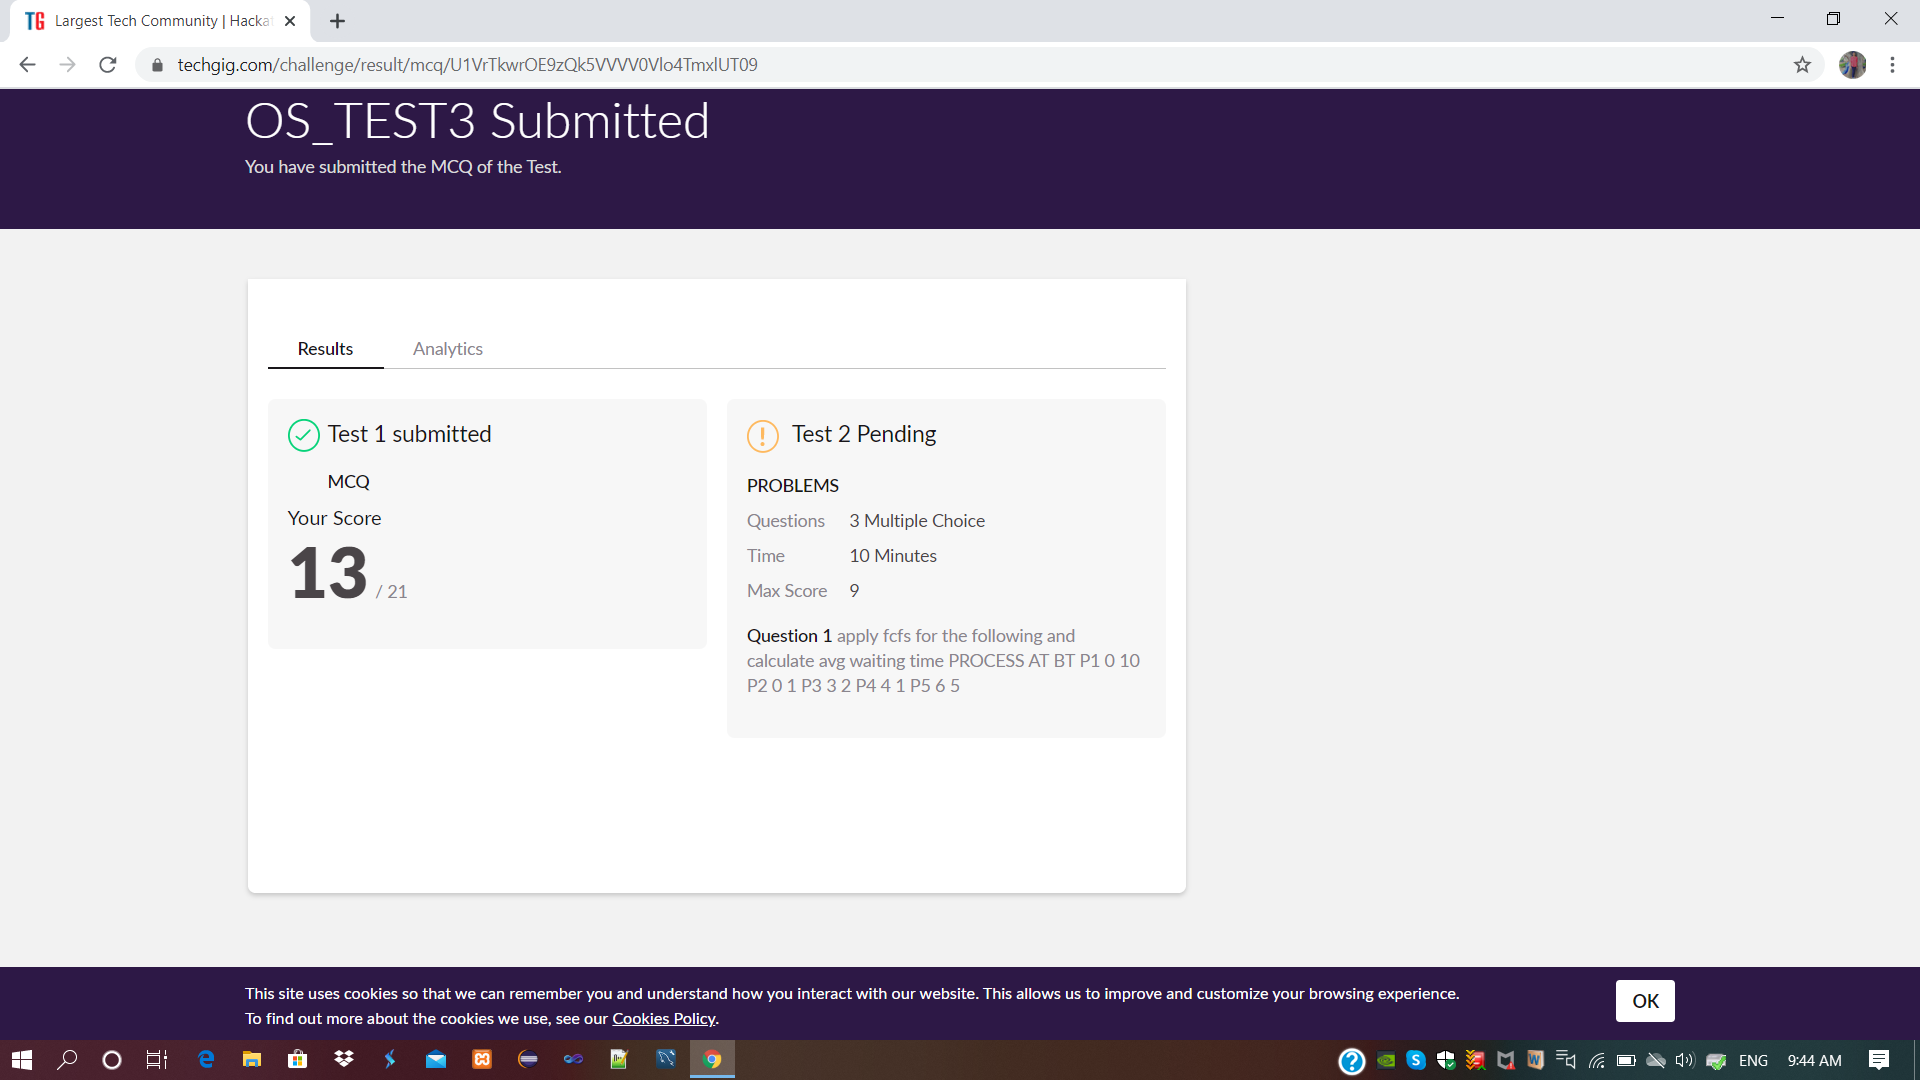 TG Largest Tech Community | Hacka
techgig.com/challenge/result/mcq/U1VrTkwrOE9zQk5VVVV0Vlo4TmxlUT09
OS_TEST3 Submitted
You have submitted the MCQ of the Test.
Results Analytics
Test 1 submitted
MCQ
Your Score
13 / 21
Test 2 Pending
PROBLEMS
Questions 3 Multiple Choice
Time 10 Minutes
Max Score 9
Question 1 apply fcfs for the following and
calculate avg waiting time PROCESS AT BT P1 0 10
P2 0 1 P3 3 2 P4 4 1 P5 6 5
This site uses cookies so that we can remember you and understand how you interact with our website. This allows us to improve and customize your browsing experience.
To find out more about the cookies we use, see our Cookies Policy.
OK
ENG 9:44 AM